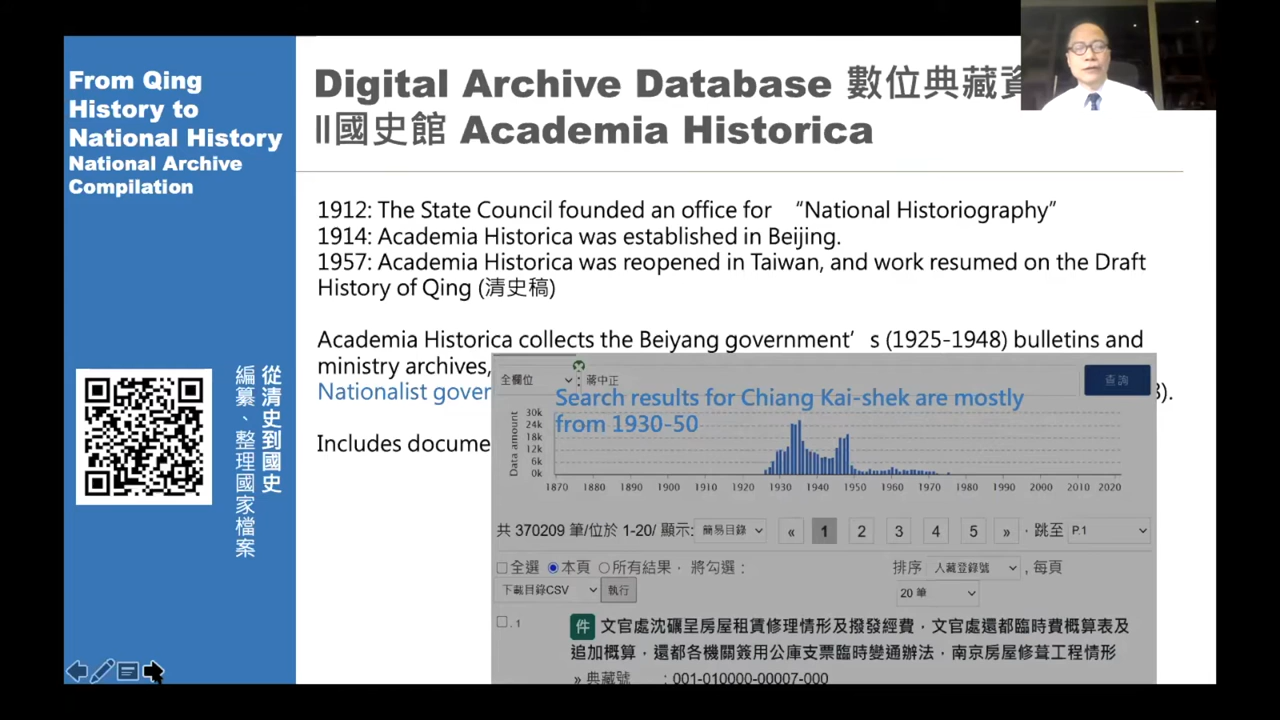 From Qing
History to
National History
National Archive
Compilation
從清史到國史
編纂、整理國家檔案
Digital Archive Database 數位典藏
II國史館 Academia Historica
1912: The State Council founded an office for “National Historiography”
1914: Academia Historica was established in Beijing.
1957: Academia Historica was reopened in Taiwan, and work resumed on the Draft
History of Qing (清史稿)
Academia Historica collects the Beiyang government’s (1925-1948) bulletins and
ministry archives,
Nationalist gover
).
Includes docume
全欄位 : 蔣中正 查詢
Search results for Chiang Kai-shek are mostly
from 1930-50
Data amount
30k
24k
18k
12k
6k
0k
1870 1880 1890 1900 1910 1920 1930 1940 1950 1960 1970 1980 1990 2000 2010 2020
共 370209 筆/位於 1-20/ 顯示: 簡易目錄 « 1 2 3 4 5 » ,跳至 P.1
全選 本頁 所有結果, 將勾選: 排序 入藏登錄號 , 每頁
下載目錄CSV 執行 20 筆
. 1 件 文官處沈礪呈房屋租賃修理情形及撥發經費,文官處還都臨時費概算表及
追加概算,還都各機關簽用公庫支票臨時變通辦法,南京房屋修葺工程情形
» 典藏號 :001-010000-00007-000